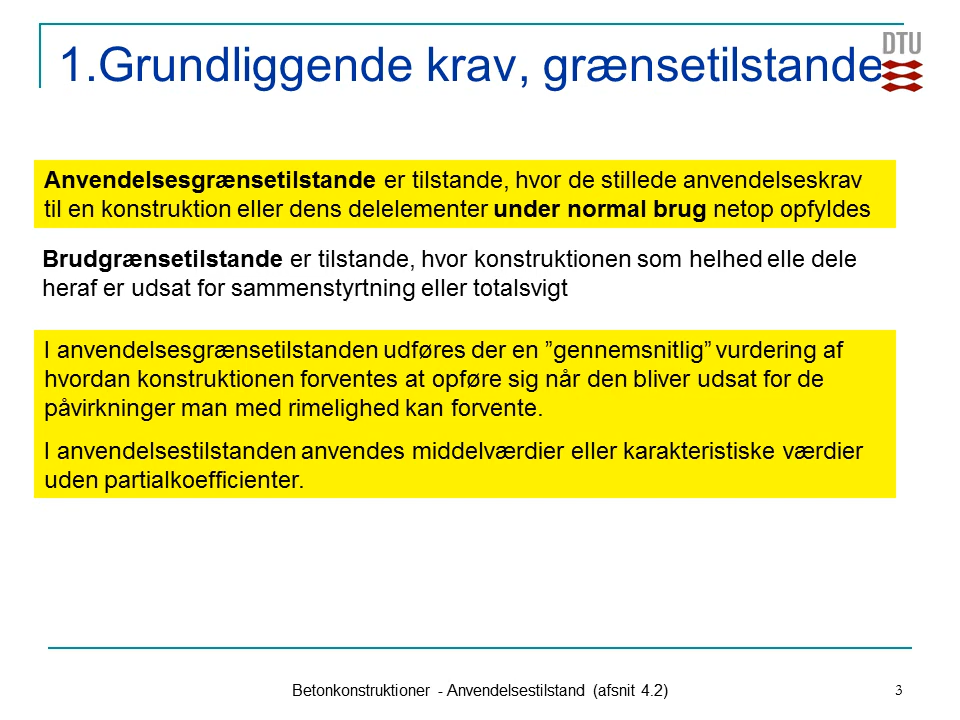 1.Grundliggende krav, grænsetilstande
DTU
Anvendelsesgrænsetilstande er tilstande, hvor de stillede anvendelseskrav
til en konstruktion eller dens delelementer under normal brug netop opfyldes
Brudgrænsetilstande er tilstande, hvor konstruktionen som helhed elle dele
heraf er udsat for sammenstyrtning eller totalsvigt
I anvendelsesgrænsetilstanden udføres der en ”gennemsnitlig” vurdering af
hvordan konstruktionen forventes at opføre sig når den bliver udsat for de
påvirkninger man med rimelighed kan forvente.
I anvendelsestilstanden anvendes middelværdier eller karakteristiske værdier
uden partialkoefficienter.
Betonkonstruktioner - Anvendelsestilstand (afsnit 4.2)
3